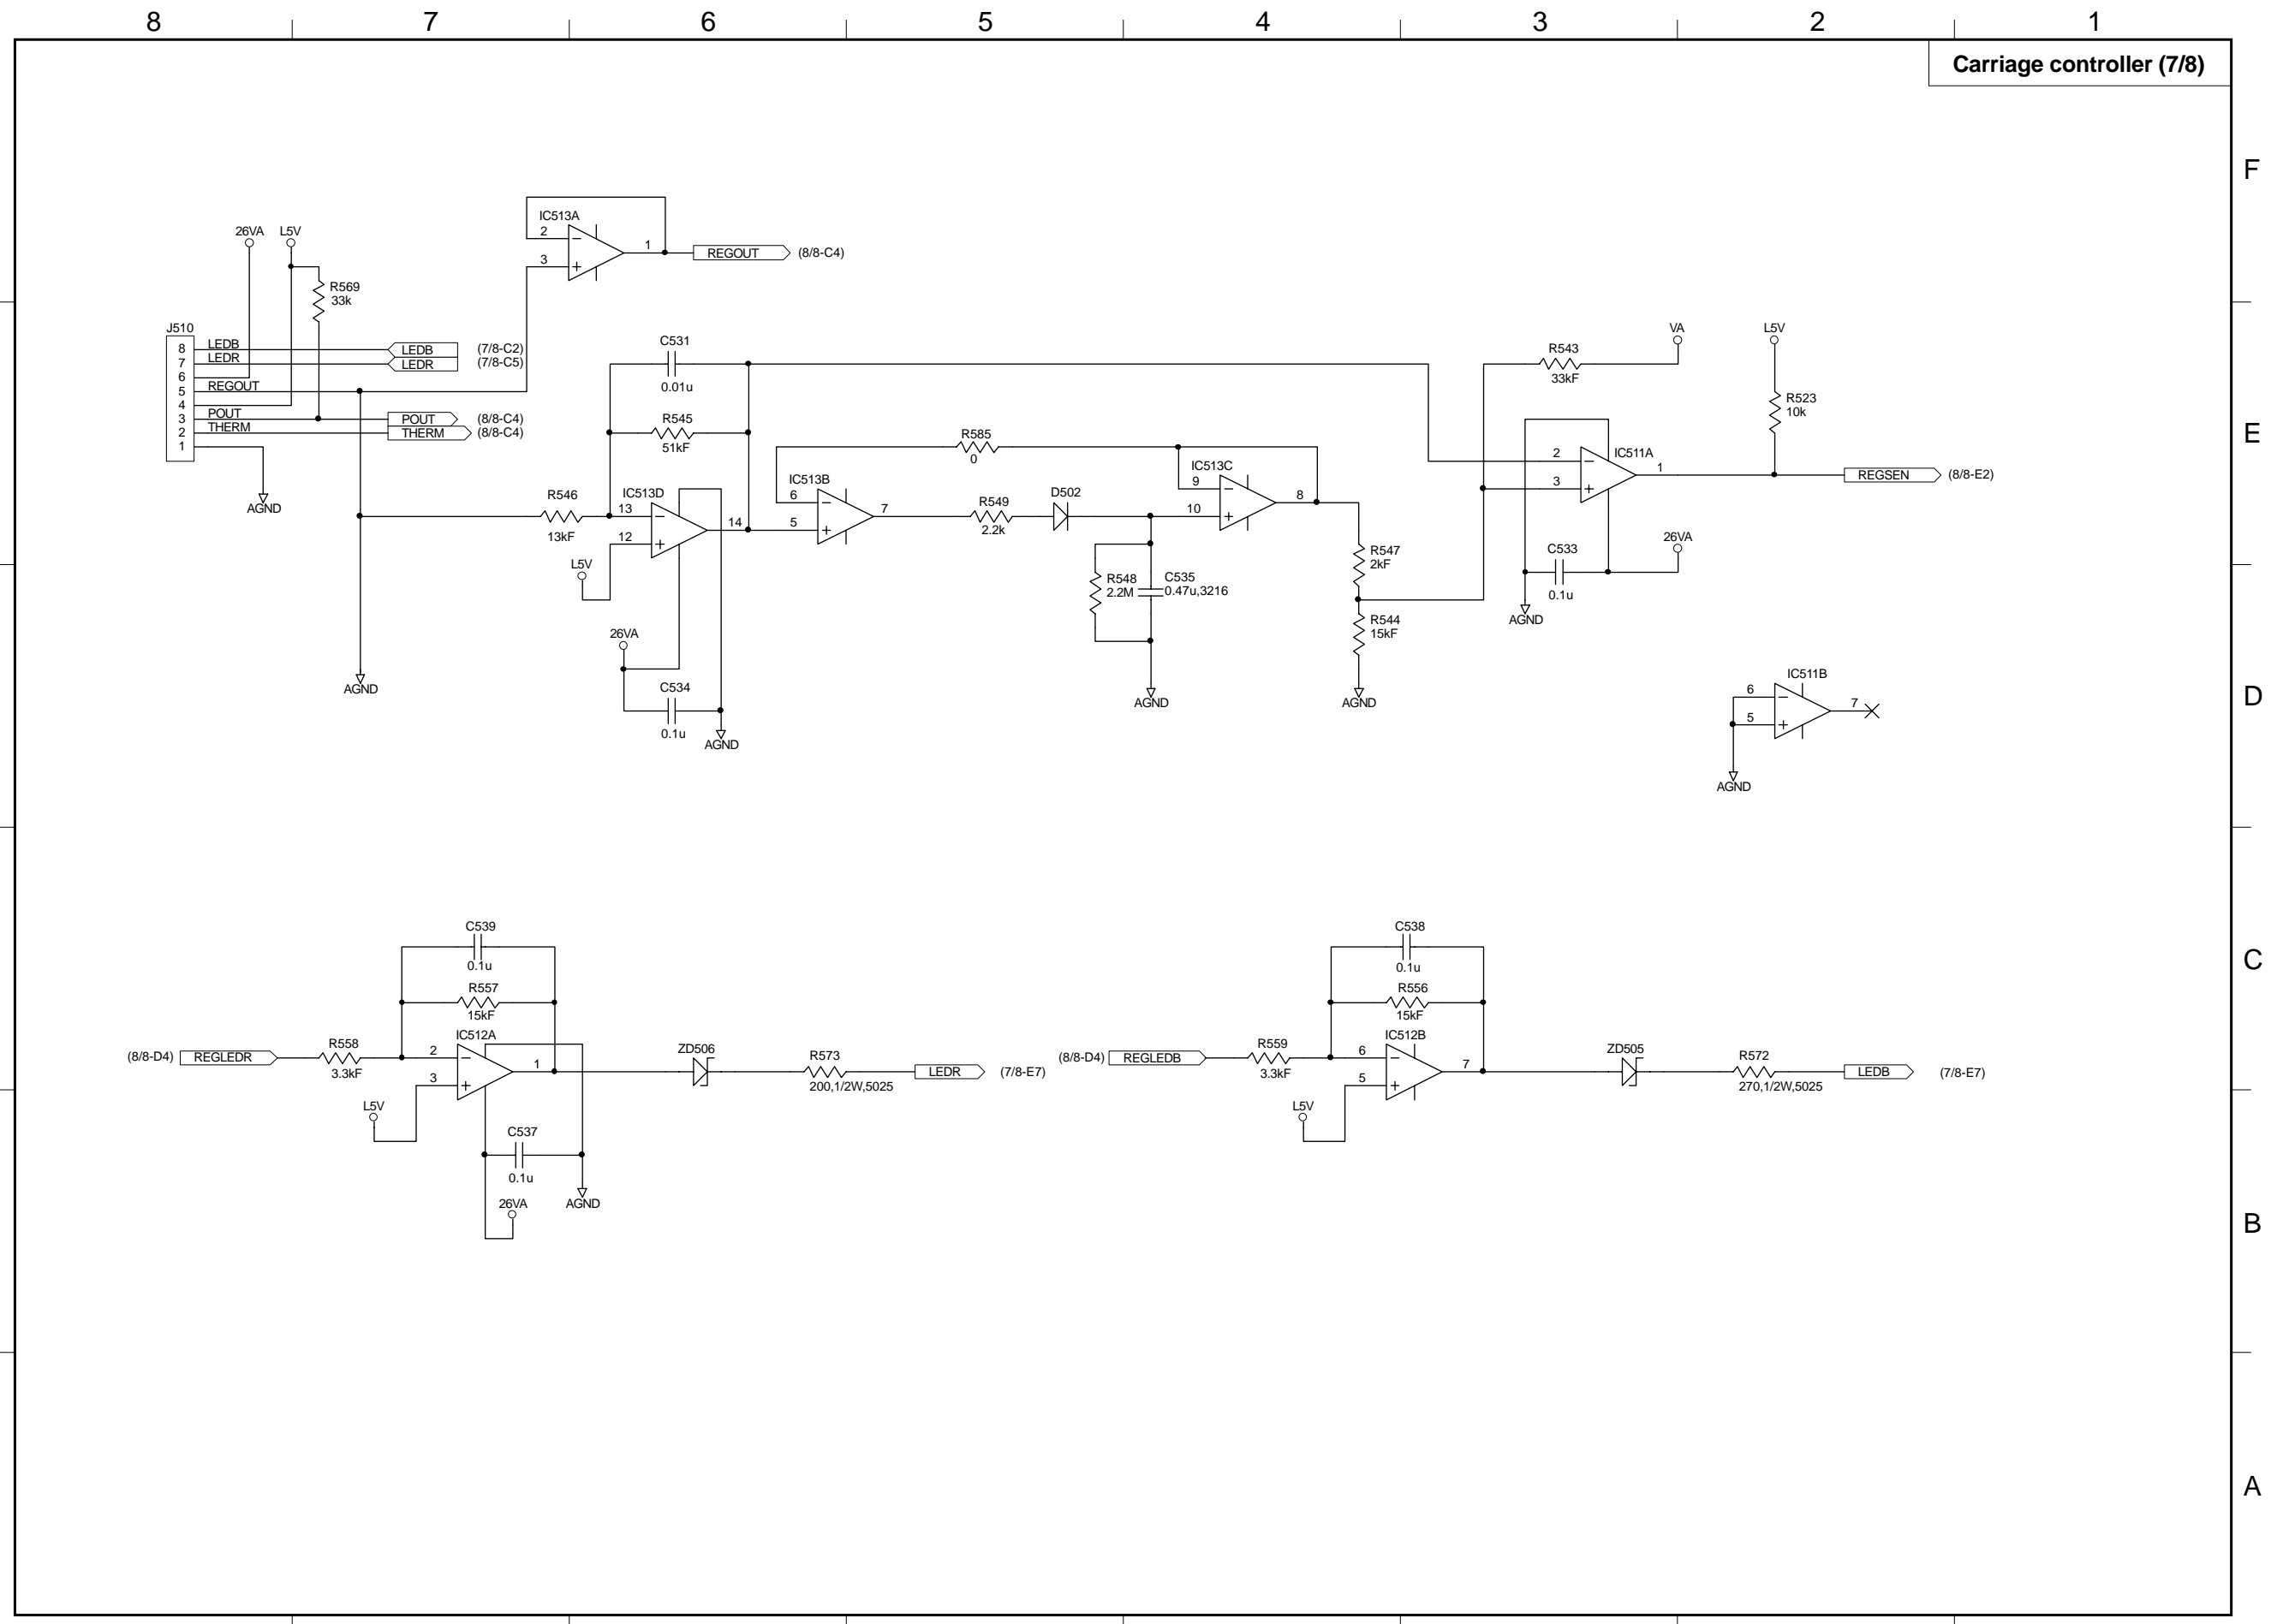 8 7 6 5 4 3 2 1
Carriage controller (7/8)
F
E
D
C
B
A
IC513A
2
3
1
REGOUT (8/8-C4)
26VA L5V
R569
33k
J510
8 LEDB LEDB (7/8-C2)
7 LEDR LEDR (7/8-C5)
6
5 REGOUT
4
3 POUT POUT (8/8-C4)
2 THERM THERM (8/8-C4)
1
AGND
AGND
C531
0.01u
R545
51kF
R546
13kF
IC513D
13
12
14
L5V
26VA
C534
0.1u
AGND
R585
0
IC513B
6
5
7
R549
2.2k
D502
IC513C
9
10
8
R548
2.2M
C535
0.47u,3216
AGND
R547
2kF
R544
15kF
AGND
R543
33kF
VA
L5V
R523
10k
IC511A
2
3
1
REGSEN (8/8-E2)
26VA
C533
0.1u
AGND
IC511B
6
5
7
AGND
C539
0.1u
R557
15kF
IC512A
(8/8-D4) REGLEDR
R558
3.3kF
2
3
1
L5V
C537
0.1u
26VA
AGND
ZD506
R573
200,1/2W,5025
LEDR (7/8-E7)
C538
0.1u
R556
15kF
IC512B
(8/8-D4) REGLEDB
R559
3.3kF
6
5
7
L5V
ZD505
R572
270,1/2W,5025
LEDB (7/8-E7)